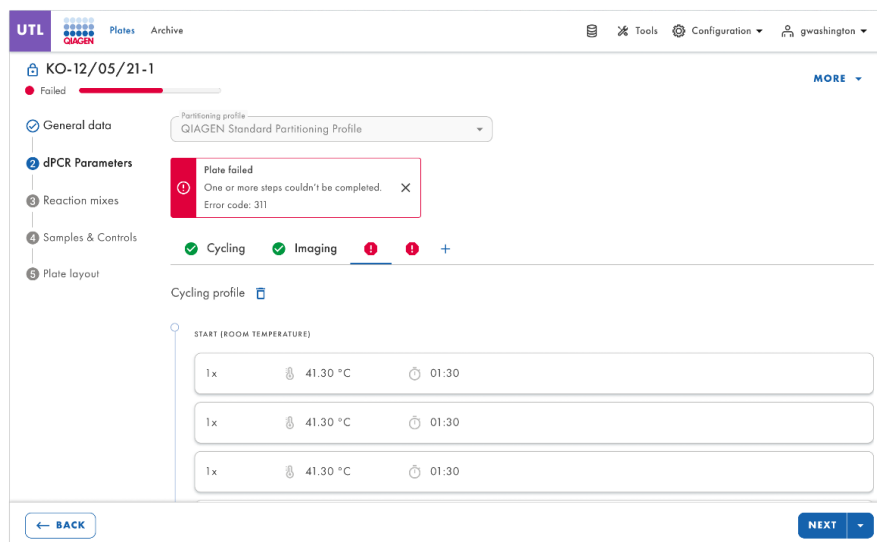 UTL
QIAGEN
Plates
Archive
Tools
Configuration
gwashington
KO-12/05/21-1
Failed
MORE
General data
2 dPCR Parameters
3 Reaction mixes
4 Samples & Controls
5 Plate layout
Partitioning profile
QIAGEN Standard Partitioning Profile
Plate failed
One or more steps couldn't be completed.
Error code: 311
Cycling
Imaging
Cycling profile
START (ROOM TEMPERATURE)
1x 41.30 °C 01:30
1x 41.30 °C 01:30
1x 41.30 °C 01:30
BACK
NEXT